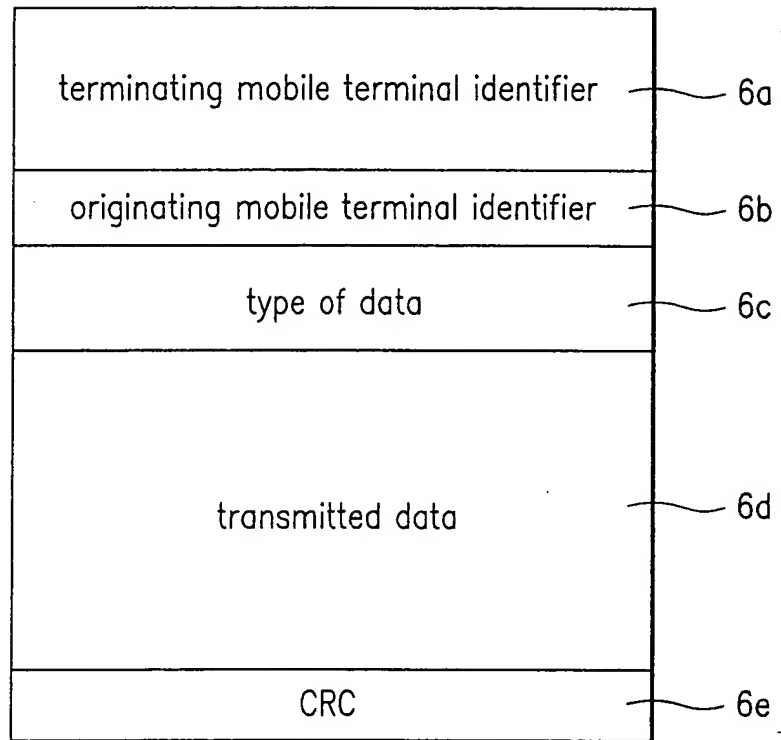 terminating mobile terminal identifier 6a
originating mobile terminal identifier 6b
type of data 6c
transmitted data 6d
CRC 6e